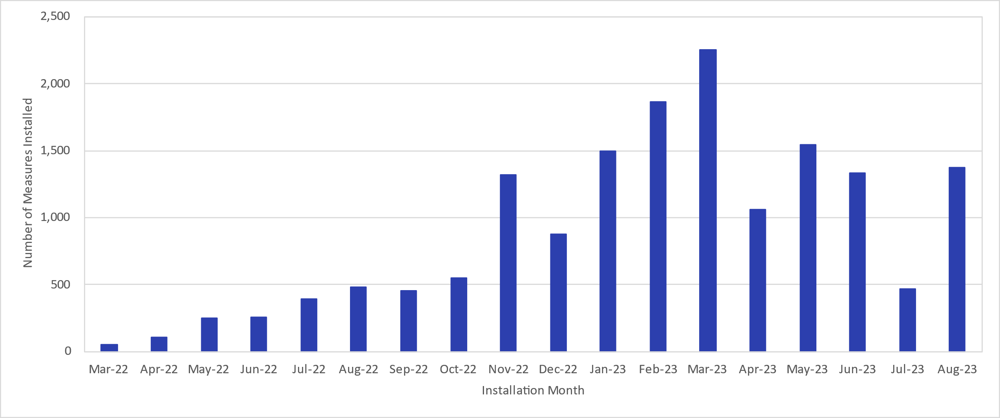 2,500
2,000
1,500
1,000
500
0
Number of Measures Installed
Mar-22 Apr-22 May-22 Jun-22 Jul-22 Aug-22 Sep-22 Oct-22 Nov-22 Dec-22 Jan-23 Feb-23 Mar-23 Apr-23 May-23 Jun-23 Jul-23 Aug-23
Installation Month